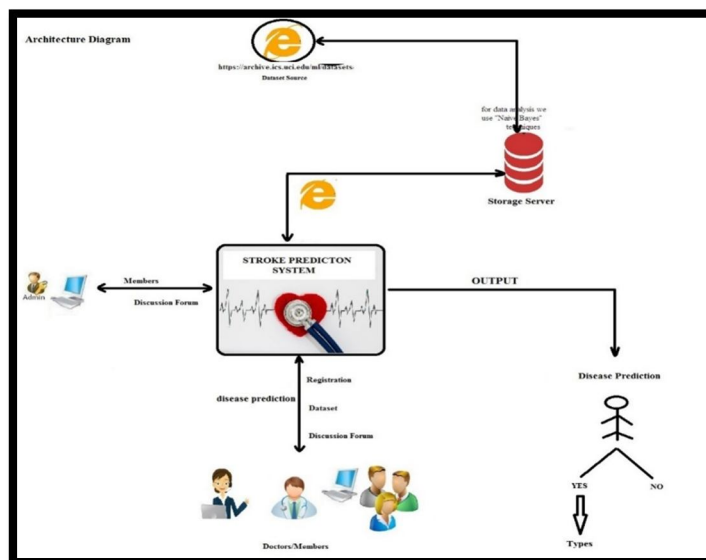 Architecture Diagram
https://archive.ics.uci.edu/ml/datasets-
Dataset Source
for data analysis we
use "Naive Bayes"
techniques
Storage Server
STROKE PREDICTON
SYSTEM
Members
Admin
Discussion Forum
OUTPUT
Registration
disease prediction
Dataset
Discussion Forum
Disease Prediction
YES
NO
Types
Doctors/Members